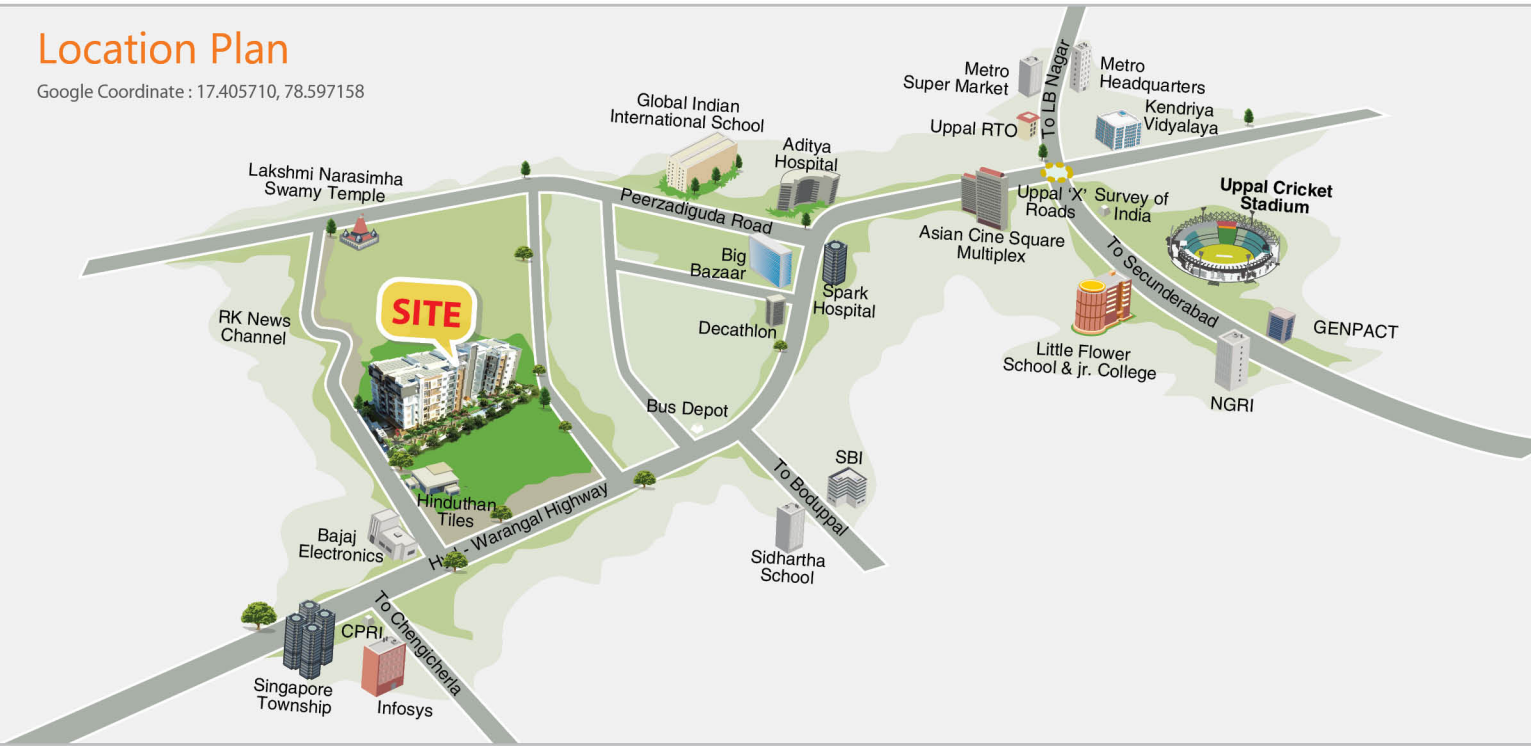 Location Plan
Google Coordinate : 17.405710, 78.597158
Metro
Super Market
To LB Nagar
Metro
Headquarters
Kendriya
Vidyalaya
Uppal RTO
Global Indian
International School
Aditya
Hospital
Lakshmi Narasimha
Swamy Temple
Peerzadiguda Road
Uppal 'X'
Roads
Survey of
India
Uppal Cricket
Stadium
Asian Cine Square
Multiplex
To Secunderabad
Big
Bazaar
Spark
Hospital
Decathlon
SITE
RK News
Channel
GENPACT
Little Flower
School & jr. College
NGRI
Bus Depot
SBI
To Boduppal
Sidhartha
School
Hinduthan
Tiles
- Warangal Highway
Bajaj
Electronics
To Chengicherla
CPRI
Singapore
Township
Infosys